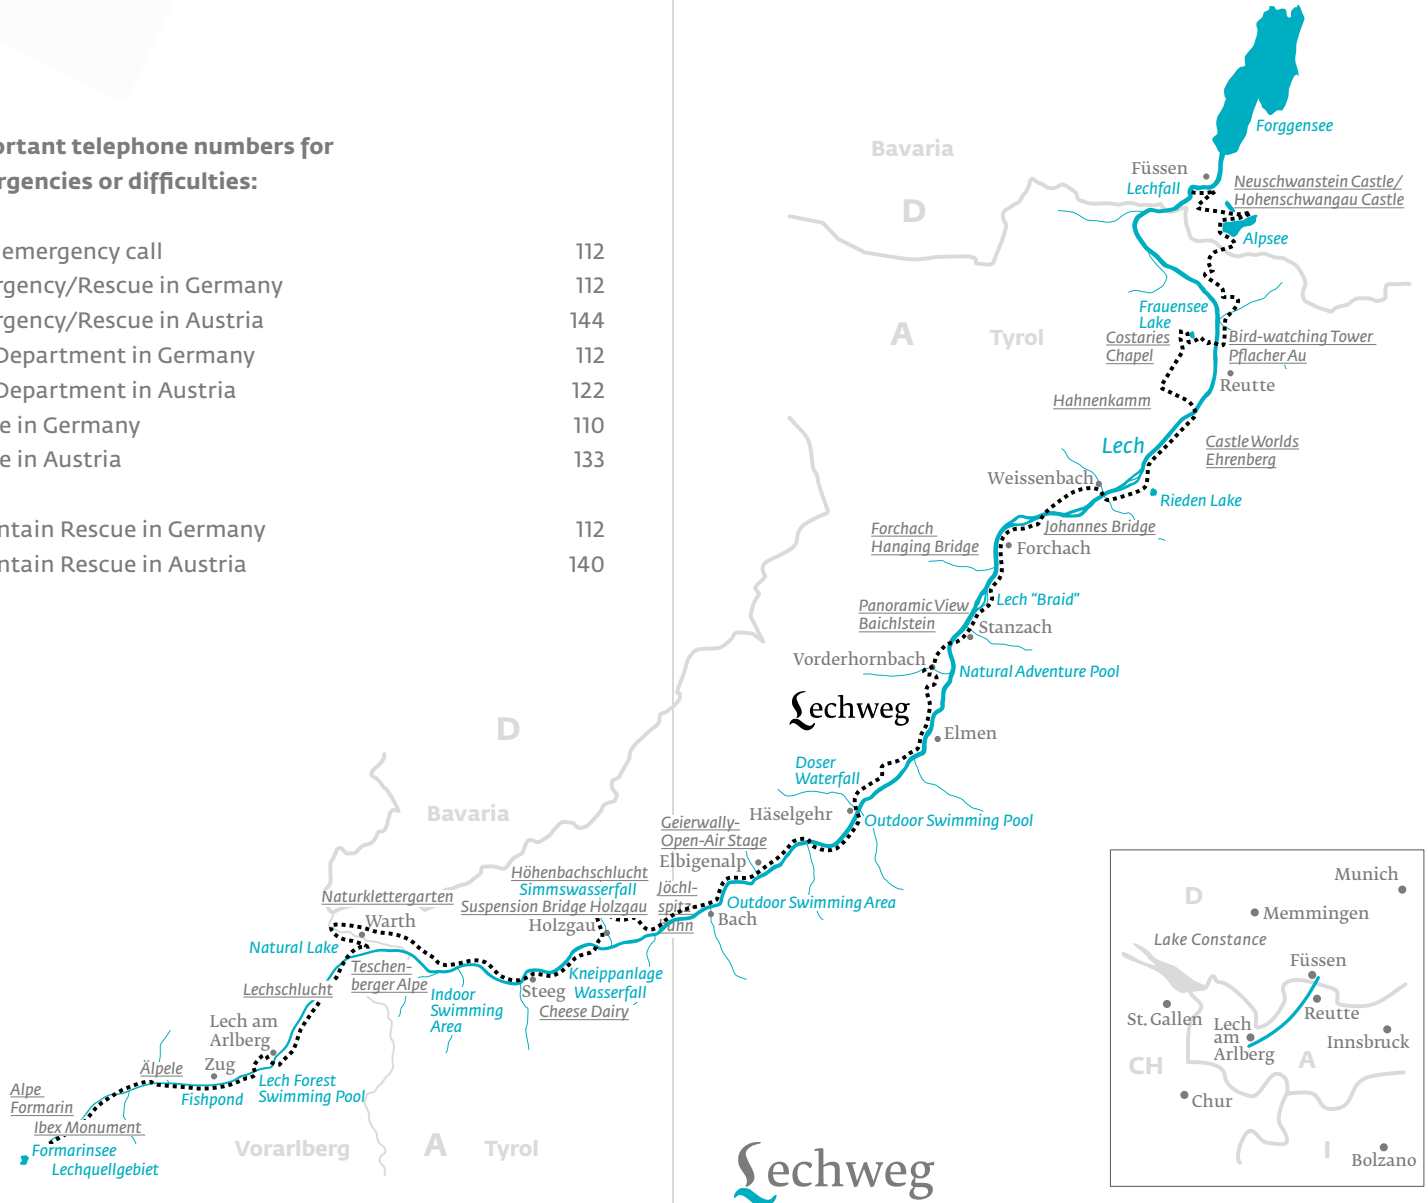 ortant telephone numbers for
rgencies or difficulties:
emergency call 112
rgency/Rescue in Germany 112
rgency/Rescue in Austria 144
Department in Germany 112
Department in Austria 122
e in Germany 110
e in Austria 133
ntain Rescue in Germany 112
ntain Rescue in Austria 140
Forggensee
Bavaria
Füssen
Lechfall
Neuschwanstein Castle/
Hohenschwangau Castle
D
Alpsee
Frauensee
Lake
A
Tyrol
Costaries
Chapel
Bird-watching Tower
Pflacher Au
Reutte
Hahnenkamm
Lech
Castle Worlds
Ehrenberg
Weissenbach
Rieden Lake
Forchach
Hanging Bridge
Johannes Bridge
Forchach
Lech "Braid"
Panoramic View
Baichlstein
Stanzach
Vorderhornbach
Natural Adventure Pool
Lechweg
Elmen
D
Doser
Waterfall
Bavaria
Häselgehr
Outdoor Swimming Pool
Geierwally-
Open-Air Stage
Elbigenalp
Höhenbachschlucht
Simmswasserfall
Suspension Bridge Holzgau
Jöchl-
spitz-
bahn
Holzgau
Outdoor Swimming Area
Bach
Naturklettergarten
Warth
Natural Lake
Teschen-
berger Alpe
Lechschlucht
Indoor
Swimming
Area
Steeg
Cheese Dairy
Kneippanlage
Wasserfall
Lech am
Arlberg
Zug
Älpele
Lech Forest
Swimming Pool
Fishpond
Alpe
Formarin
Ibex Monument
Formarinsee
Lechquellgebiet
Vorarlberg
A
Tyrol
Lechweg
Munich
D
Memmingen
Lake Constance
Füssen
St. Gallen
Lech
am
Arlberg
Reutte
Innsbruck
CH
A
Chur
I
Bolzano